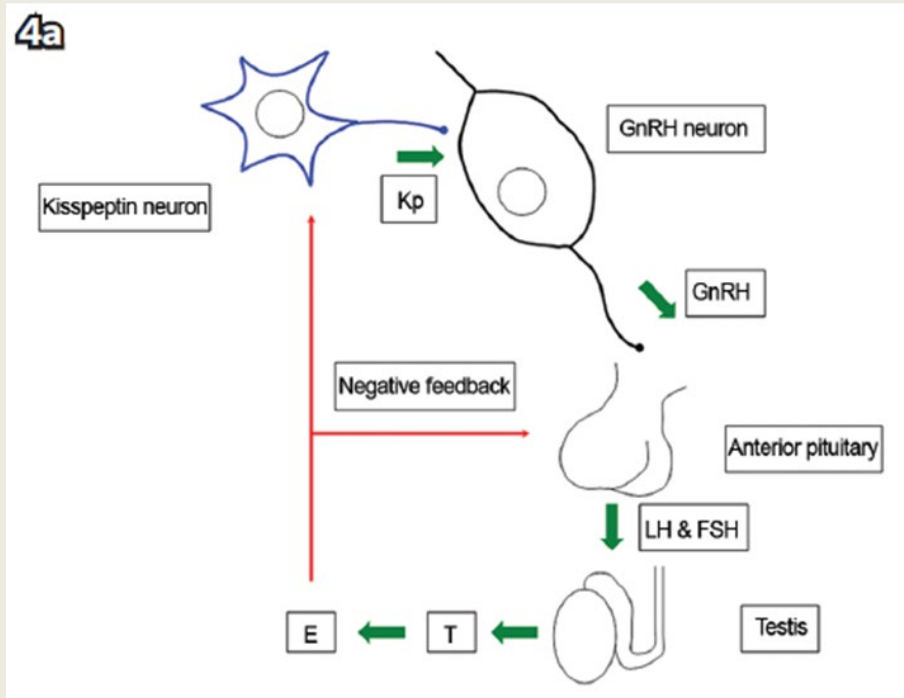 4a
GnRH neuron
Kp
Kisspeptin neuron
GnRH
Negative feedback
Anterior pituitary
LH & FSH
E
T
Testis